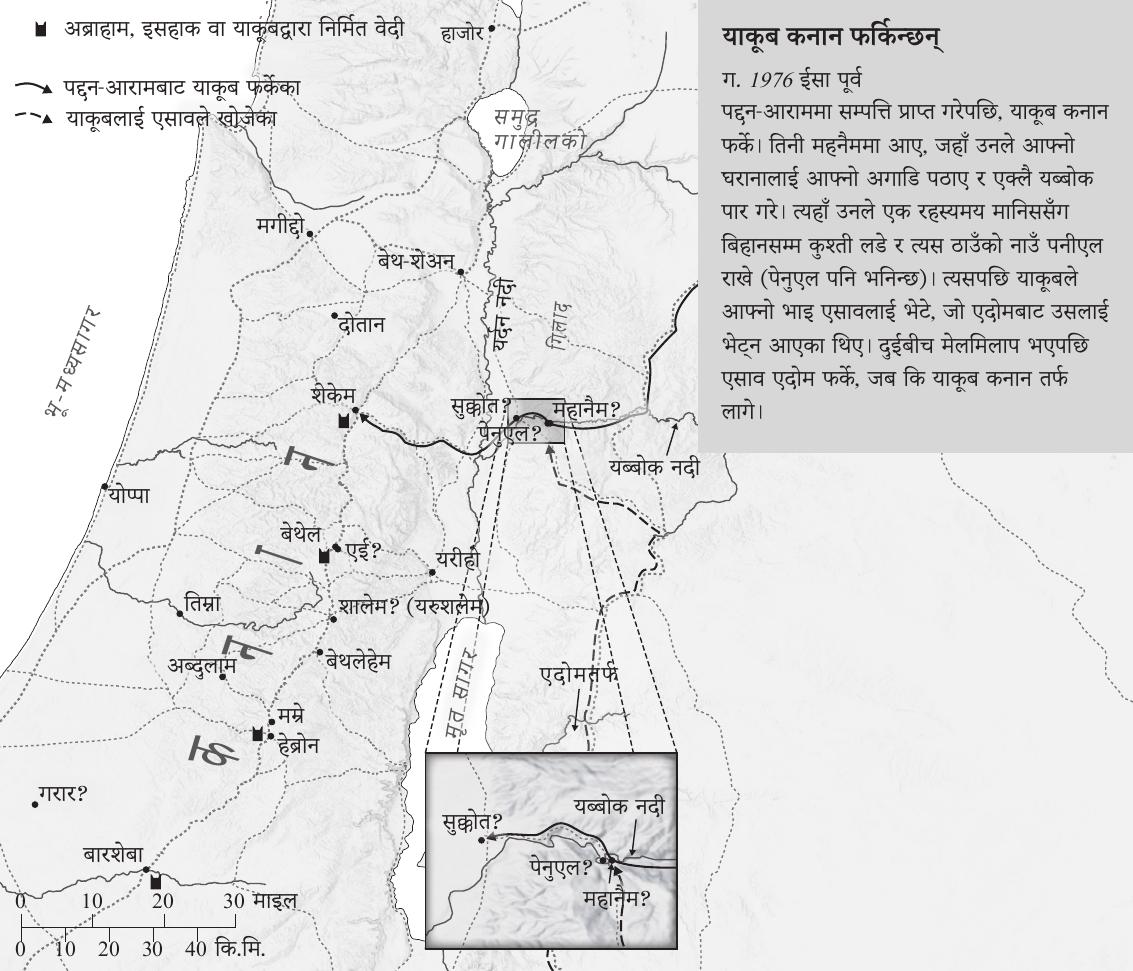 अब्राहाम, इसहाक वा याकूबद्वारा निर्मित वेदी
पद्दन-आरामबाट याकूब फर्केका
याकूबलाई एसावले खोजेका
याकूब कनान फर्किन्छन्
ग. 1976 ईसा पूर्व
पद्दन-आराममा सम्पत्ति प्राप्त गरेपछि, याकूब कनान
फर्के। तिनी महनैममा आए, जहाँ उनले आफ्नो
घरानालाई आफ्नो अगाडि पठाए र एक्लै यब्बोक
पार गरे। त्यहाँ उनले एक रहस्यमय मानिससँग
बिहानसम्म कुश्ती लडे र त्यस ठाउँको नाउँ पनीएल
राखे (पेनुएल पनि भनिन्छ)। त्यसपछि याकूबले
आफ्नो भाइ एसावलाई भेटे, जो एदोमबाट उसलाई
भेट्न आएका थिए। दुईबीच मेलमिलाप भएपछि
एसाव एदोम फर्के, जब कि याकूब कनान तर्फ
लागे।
हाजोर
समुद्र
गालीलको
मगीद्दो
बेथ-शेअन
यर्दन नदी
गिलाद
दोतान
भू-मध्यसागर
शेकेम
सुक्कोत?
महानैम?
पेनुएल?
यब्बोक नदी
योप्पा
कनान
बेथेल
एई?
यरीहो
तिम्ना
शालेम? (यरुशलेम)
अब्दुलाम
बेथलेहेम
मृत सागर
एदोमतर्फ
मम्रे
हेब्रोन
गरार?
बारशेबा
सुक्कोत?
यब्बोक नदी
पेनुएल?
महानैम?
0 10 20 30 माइल
0 10 20 30 40 कि.मि.